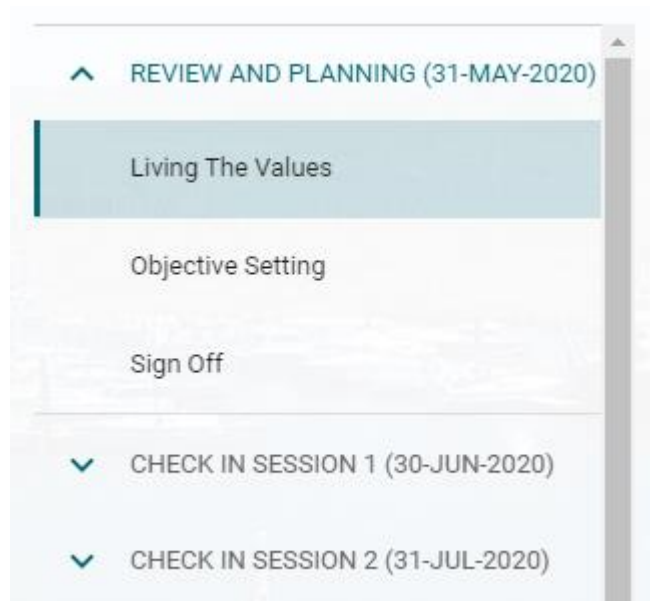 REVIEW AND PLANNING (31-MAY-2020)
Living The Values
Objective Setting
Sign Off
CHECK IN SESSION 1 (30-JUN-2020)
CHECK IN SESSION 2 (31-JUL-2020)